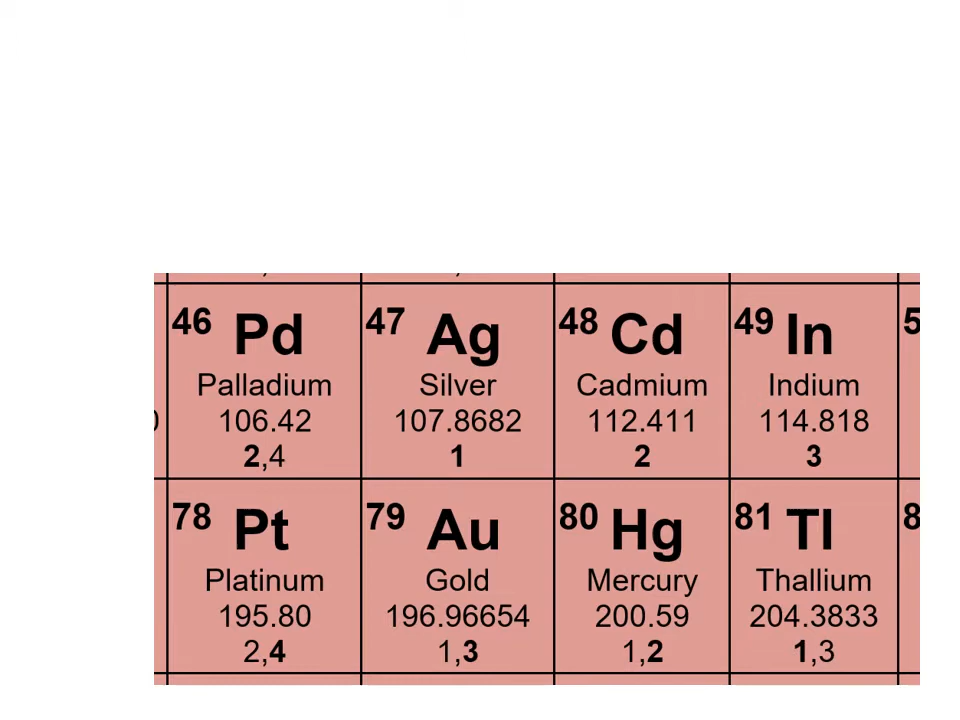 46 Pd 47 Ag 48 Cd 49 In 5
Palladium Silver Cadmium Indium
106.42 107.8682 112.411 114.818
2,4 1 2 3
78 Pt 79 Au 80 Hg 81 Tl 8
Platinum Gold Mercury Thallium
195.80 196.96654 200.59 204.3833
2,4 1,3 1,2 1,3